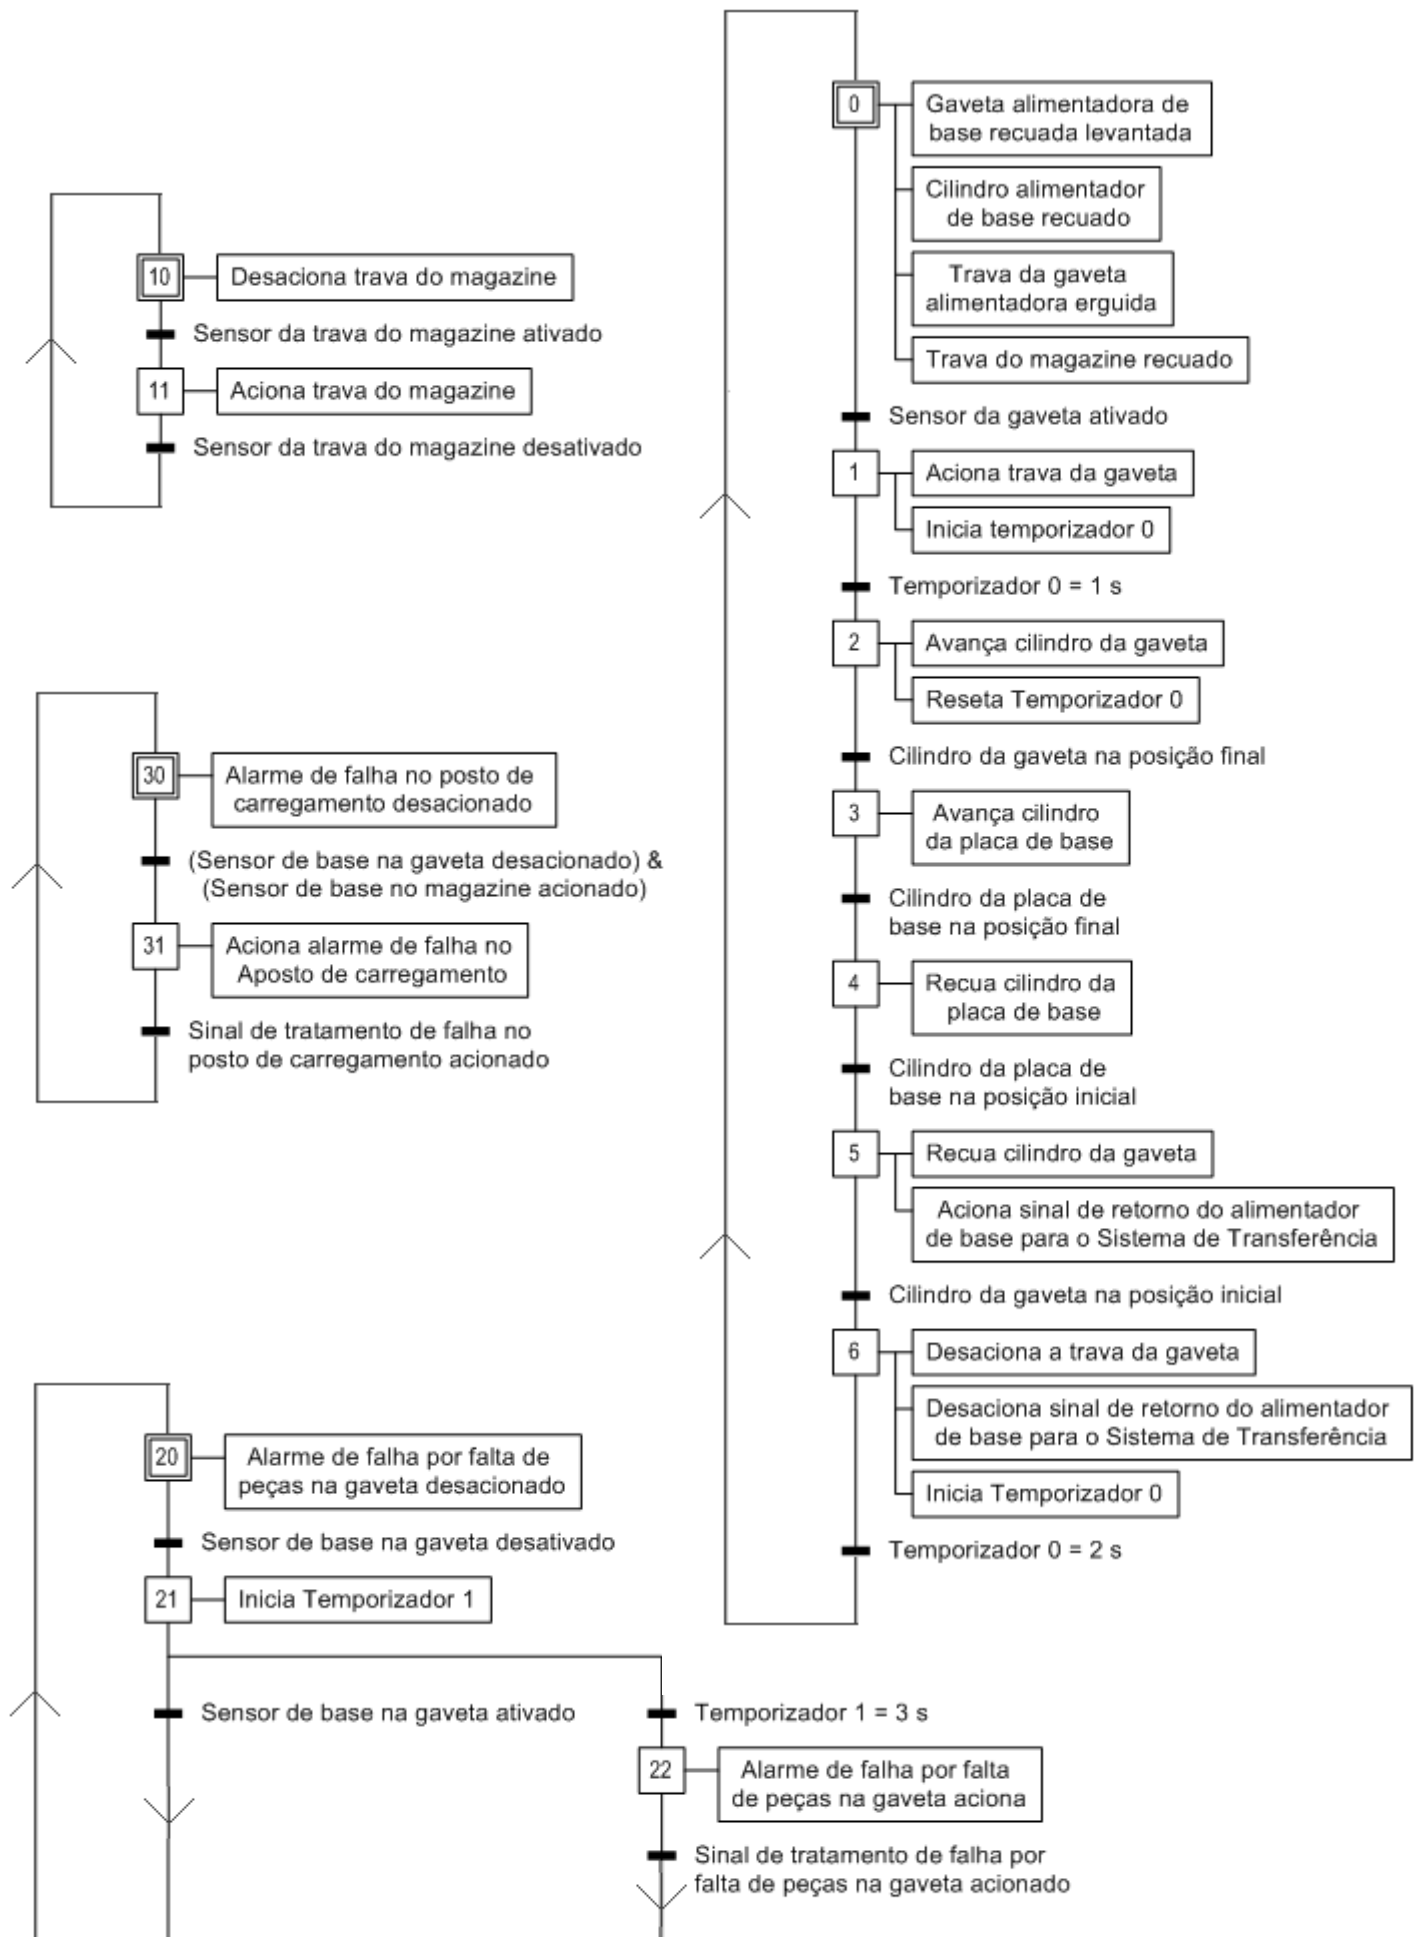 10
Desaciona trava do magazine
Sensor da trava do magazine ativado
11
Aciona trava do magazine
Sensor da trava do magazine desativado
30
Alarme de falha no posto de
carregamento desacionado
(Sensor de base na gaveta desacionado) &
(Sensor de base no magazine acionado)
31
Aciona alarme de falha no
Aposto de carregamento
Sinal de tratamento de falha no
posto de carregamento acionado
20
Alarme de falha por falta de
peças na gaveta desacionado
Sensor de base na gaveta desativado
21
Inicia Temporizador 1
Sensor de base na gaveta ativado
Temporizador 1 = 3 s
22
Alarme de falha por falta
de peças na gaveta aciona
Sinal de tratamento de falha por
falta de peças na gaveta acionado
0
Gaveta alimentadora de
base recuada levantada
Cilindro alimentador
de base recuado
Trava da gaveta
alimentadora erguida
Trava do magazine recuado
Sensor da gaveta ativado
1
Aciona trava da gaveta
Inicia temporizador 0
Temporizador 0 = 1 s
2
Avança cilindro da gaveta
Reseta Temporizador 0
Cilindro da gaveta na posição final
3
Avança cilindro
da placa de base
Cilindro da placa de
base na posição final
4
Recua cilindro da
placa de base
Cilindro da placa de
base na posição inicial
5
Recua cilindro da gaveta
Aciona sinal de retorno do alimentador
de base para o Sistema de Transferência
Cilindro da gaveta na posição inicial
6
Desaciona a trava da gaveta
Desaciona sinal de retorno do alimentador
de base para o Sistema de Transferência
Inicia Temporizador 0
Temporizador 0 = 2 s